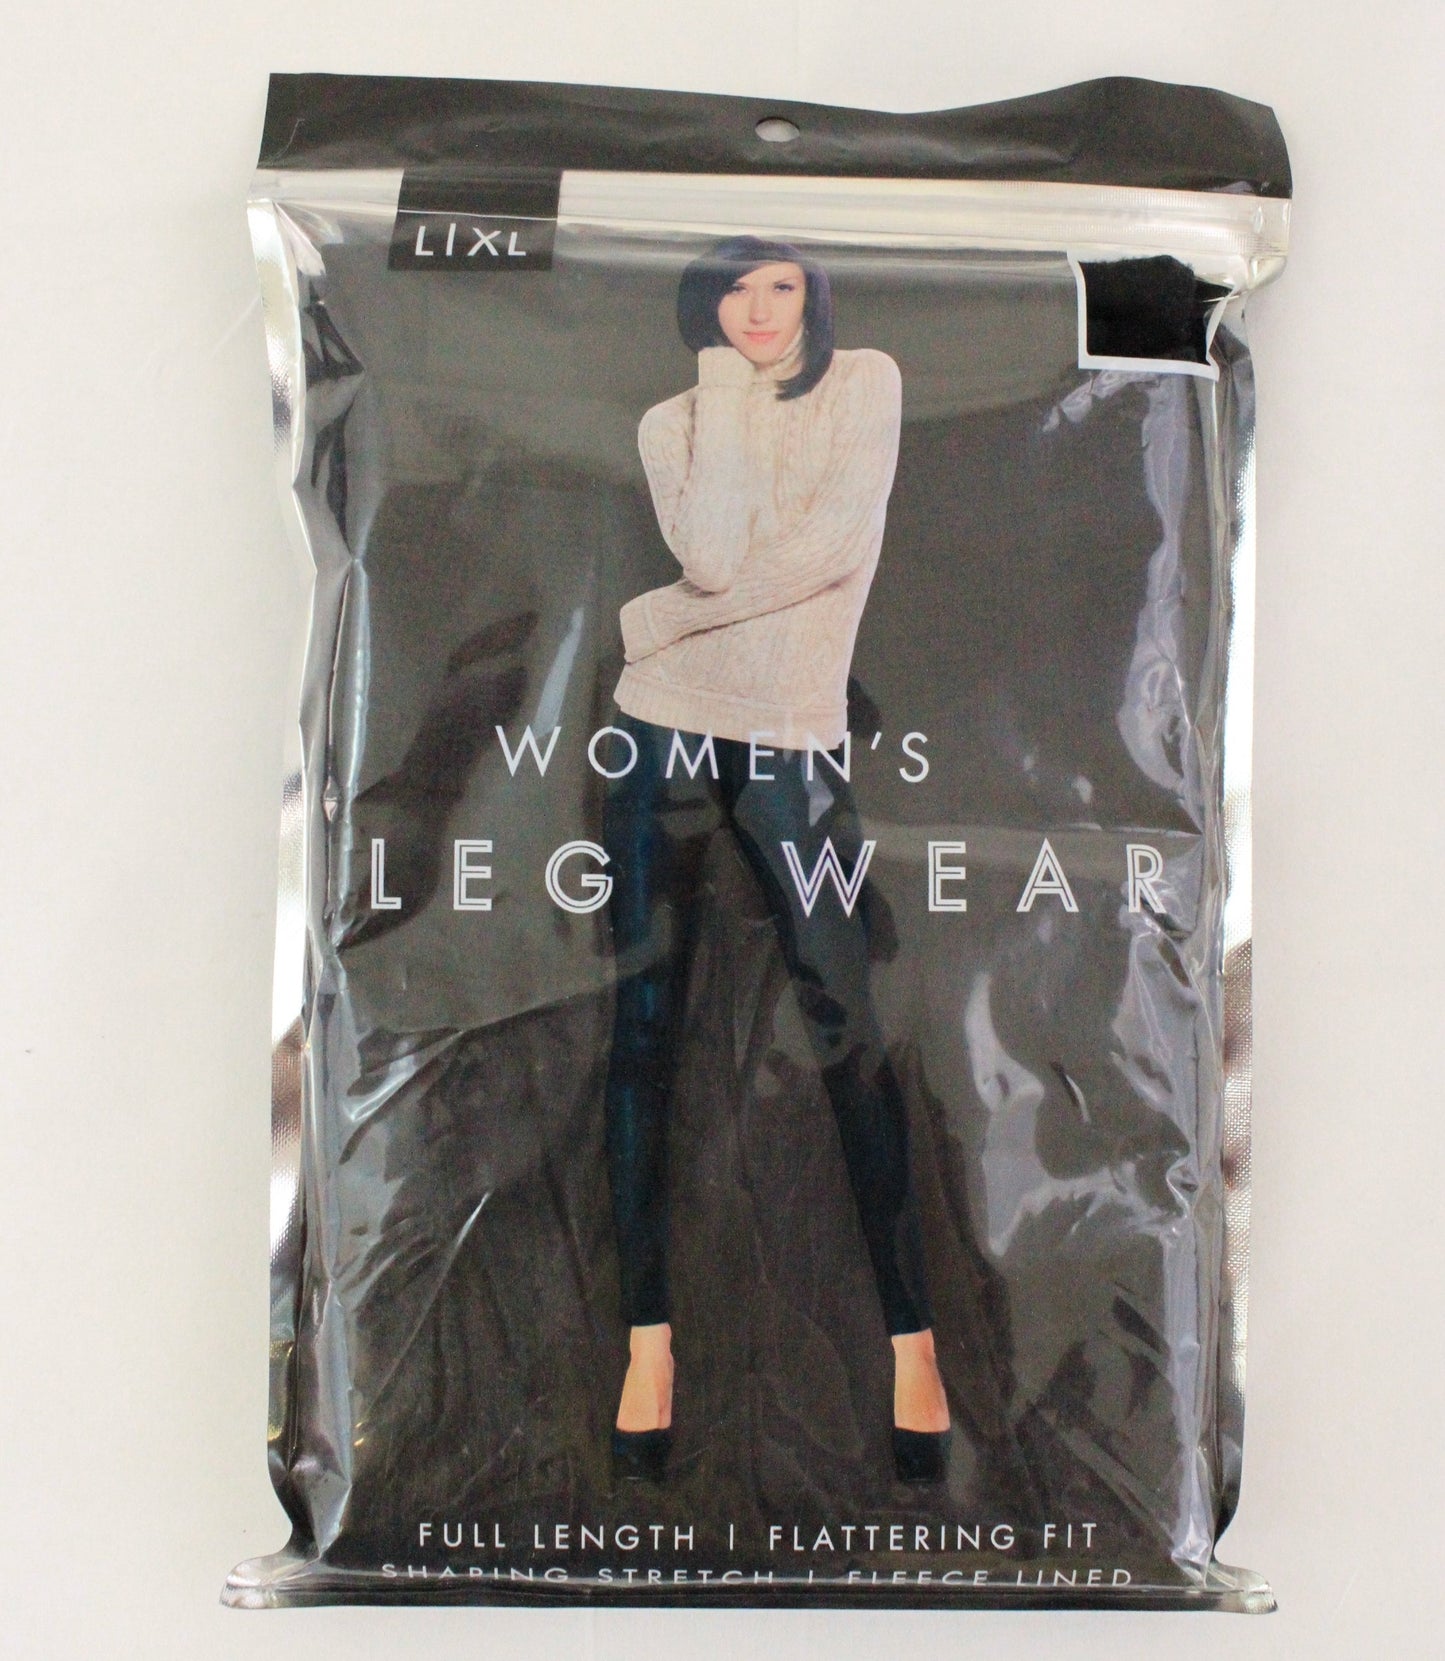 L|XL
WOMEN'S
LEG WEAR
FULL LENGTH | FLATTERING FIT
SHAPING STRETCH | FLEECE LINED